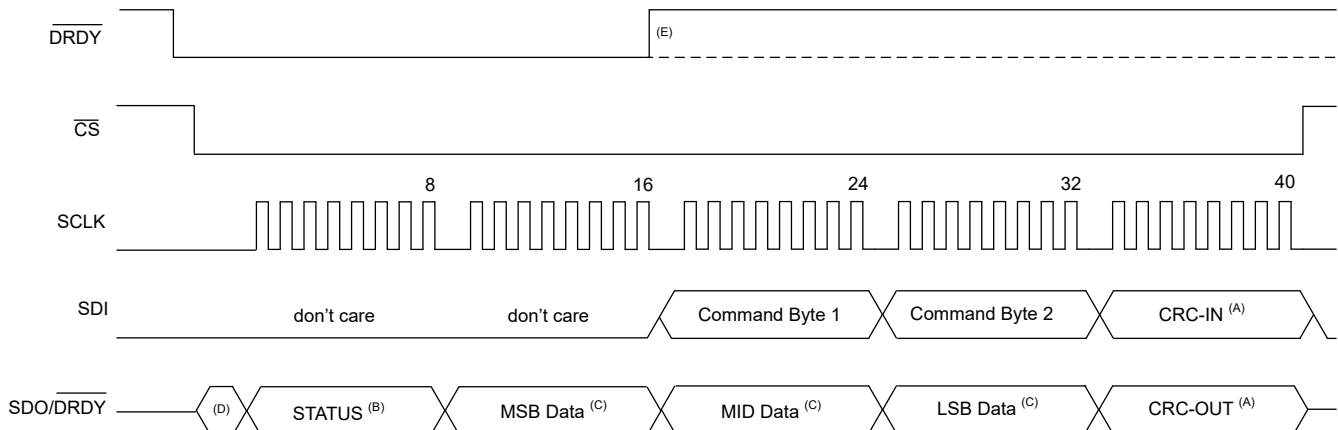 DRDY
(E)
CS
8 16 24 32 40
SCLK
SDI don't care don't care Command Byte 1 Command Byte 2 CRC-IN (A)
SDO/DRDY (D) STATUS (B) MSB Data (C) MID Data (C) LSB Data (C) CRC-OUT (A)